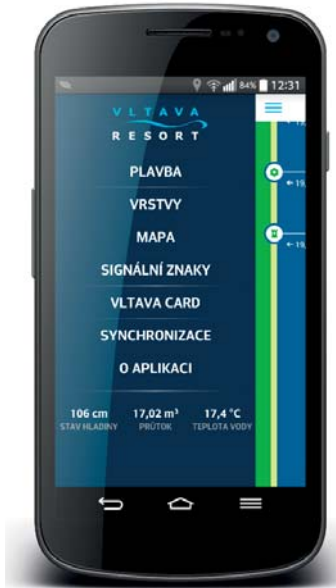 84% 12:31
VLTAVA
RESORT
PLAVBA
VRSTVY
MAPA
SIGNÁLNÍ ZNAKY
VLTAVA CARD
SYNCHRONIZACE
O APLIKACI
106 cm 17,02 m³ 17,4 °C
STAV HLADINY PRŮTOK TEPLOTA VODY